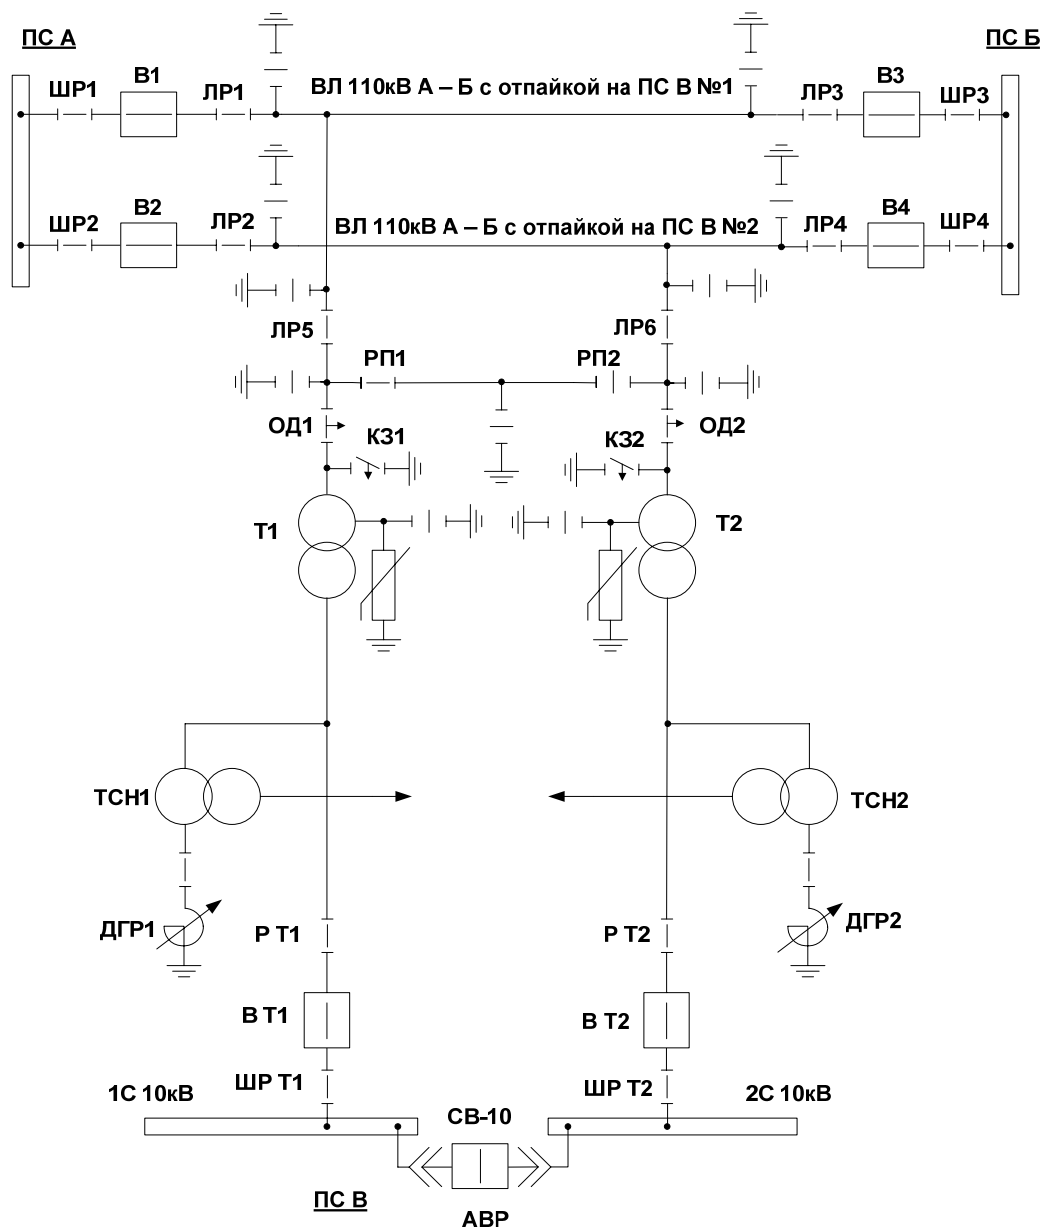 ПС А
ПС Б
ШР1
В1
ЛР1
ВЛ 110кВ А – Б с отпайкой на ПС В №1
ЛР3
В3
ШР3
ШР2
В2
ЛР2
ВЛ 110кВ А – Б с отпайкой на ПС В №2
ЛР4
В4
ШР4
ЛР5
ЛР6
РП1
РП2
ОД1
КЗ1
КЗ2
ОД2
Т1
Т2
ТСН1
ТСН2
ДГР1
Р Т1
Р Т2
ДГР2
В Т1
В Т2
ШР Т1
ШР Т2
1С 10кВ
2С 10кВ
СВ-10
ПС В
АВР